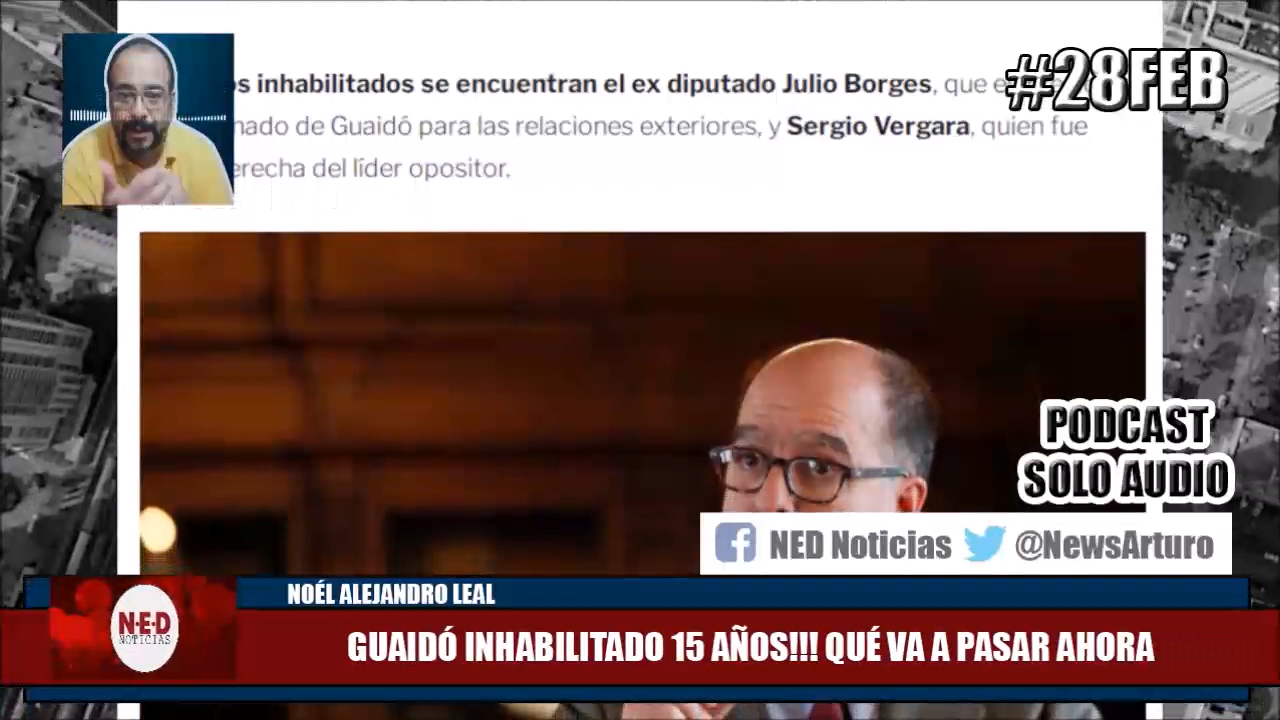 os inhabilitados se encuentran el ex diputado Julio Borges, que
#28FEB
nado de Guaidó para las relaciones exteriores, y Sergio Vergara, quien fue
erecha del líder opositor.
PODCAST
SOLO AUDIO
NED Noticias @NewsArturo
NOÉL ALEJANDRO LEAL
N·E·D
NOTICIAS
GUAIDÓ INHABILITADO 15 AÑOS!!! QUÉ VA A PASAR AHORA